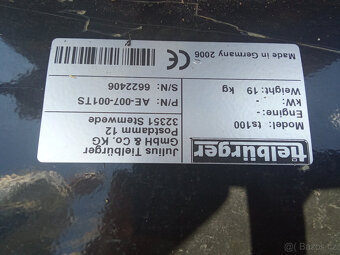 tielbürger
Julius Tielbürger
GmbH & Co. KG
Postdamm 12
32351 Stemwede
Model: ts100
Engine: -
kW: -
Weight: 19 kg
P/N: AE-007-001TS
S/N: 6622406
CE Made in Germany 2006
bazos.cz